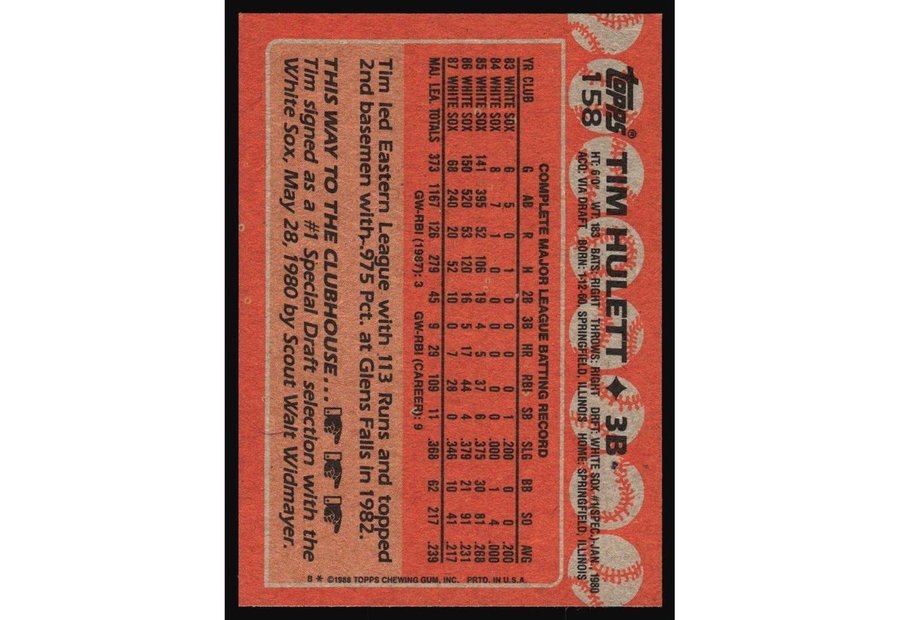 topps®
158
TIM HULETT ✦ 3B
HT: 6'0" WT: 183 BATS: RIGHT THROWS: RIGHT DRFT: WHITE SOX #1(SPEC.)-JAN., 1980
ACQ: VIA DRAFT BORN: 1-12-60, SPRINGFIELD, ILLINOIS HOME: SPRINGFIELD, ILLINOIS
COMPLETE MAJOR LEAGUE BATTING RECORD
YR CLUB G AB R H 2B 3B HR RBI SB SLG BB SO AVG
83 WHITE SOX 6 5 0 1 0 0 0 0 1 .200 0 0 .200
84 WHITE SOX 8 7 1 0 0 0 0 0 1 .000 1 4 .000
85 WHITE SOX 141 395 52 106 19 4 5 37 6 .375 30 81 .268
86 WHITE SOX 150 520 53 120 16 5 17 44 4 .379 21 91 .231
87 WHITE SOX 68 240 20 52 10 0 7 28 0 .346 10 41 .217
MAJ. LEA. TOTALS 373 1167 126 279 45 9 29 109 11 .368 62 217 .239
GW-RBI (1987): 3 GW-RBI (CAREER): 9
Tim led Eastern League with 113 Runs and topped
2nd basemen with .975 Pct. at Glens Falls in 1982.
THIS WAY TO THE CLUBHOUSE...
Tim signed as a #1 Special Draft selection with the
White Sox, May 28, 1980 by Scout Walt Widmayer.
B * ©1988 TOPPS CHEWING GUM, INC. PRTD. IN U.S.A.